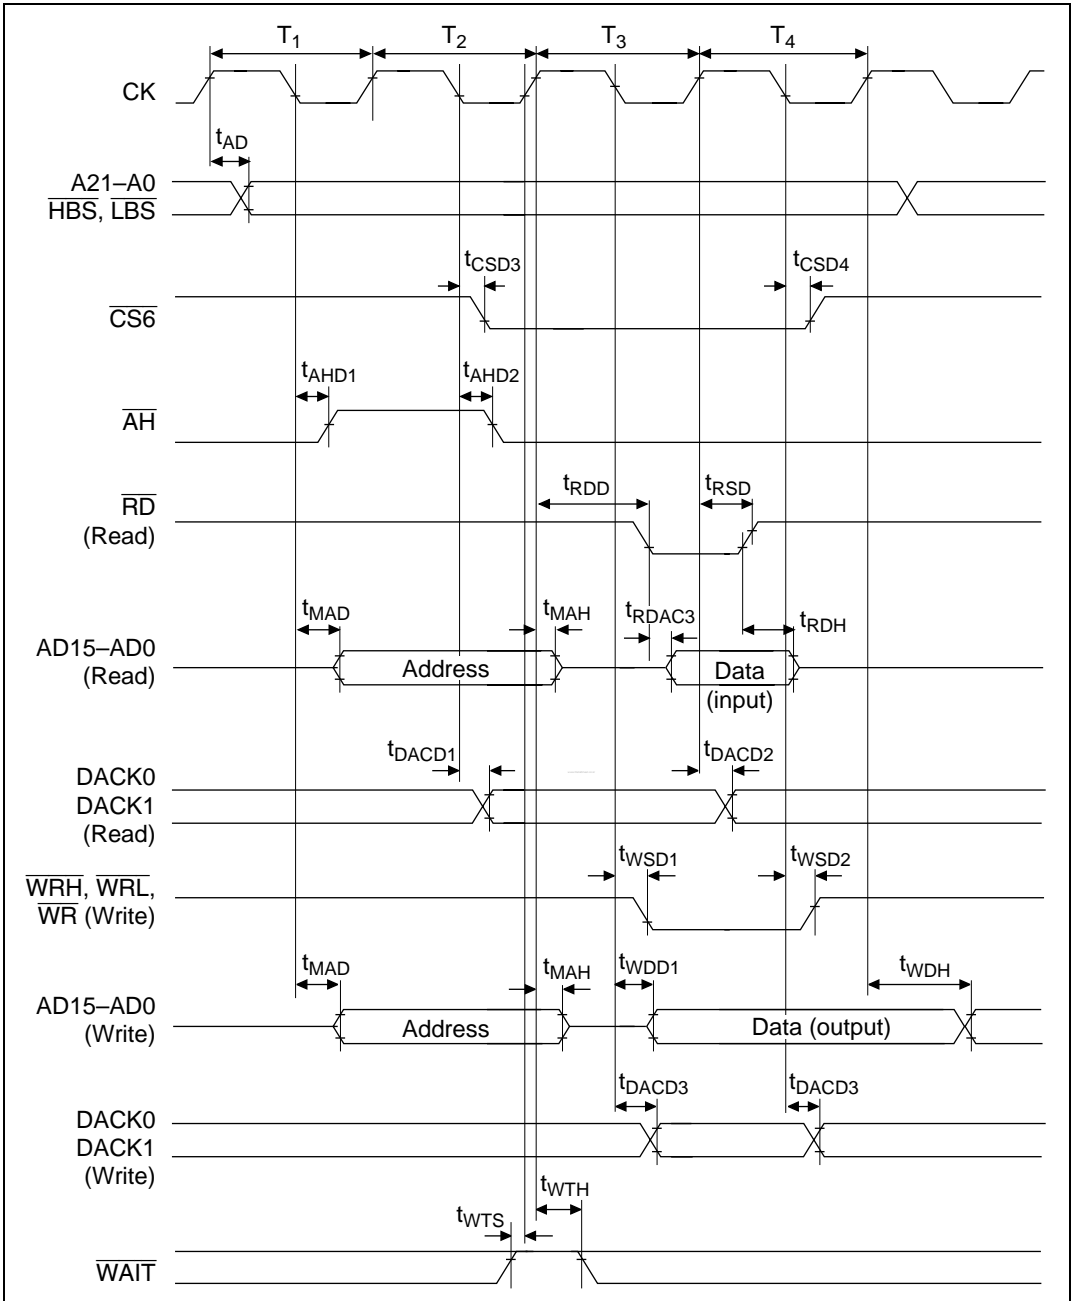 T1 T2 T3 T4
CK
tAD
A21–A0
HBS, LBS
tCSD3 tCSD4
CS6
tAHD1 tAHD2
AH
tRDD tRSD
RD
(Read)
tMAD tMAH tRDAC3 tRDH
AD15–AD0
(Read)
Address Data
(input)
tDACD1 tDACD2
DACK0
DACK1
(Read)
tWSD1 tWSD2
WRH, WRL,
WR (Write)
tMAD tMAH tWDD1 tWDH
AD15–AD0
(Write)
Address Data (output)
tDACD3 tDACD3
DACK0
DACK1
(Write)
tWTH
tWTS
WAIT